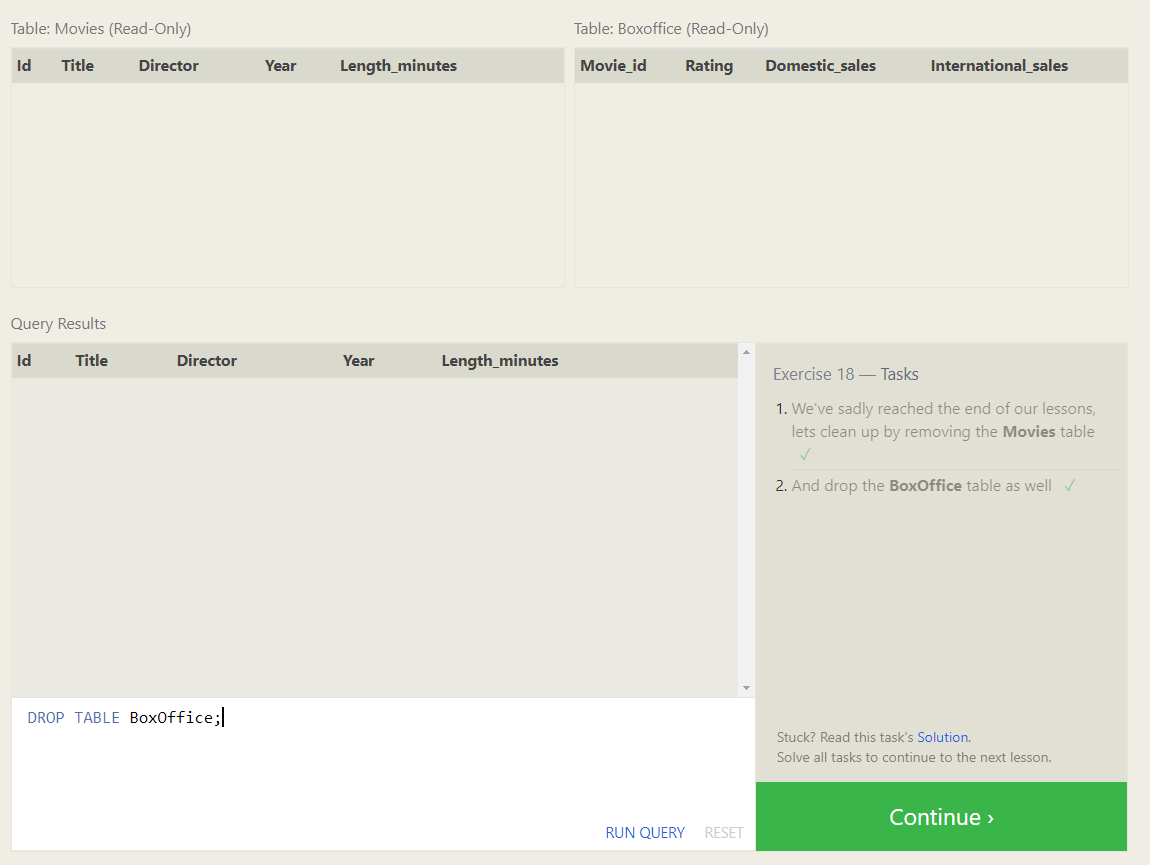 Table: Movies (Read-Only)
Id Title Director Year Length_minutes
Table: Boxoffice (Read-Only)
Movie_id Rating Domestic_sales International_sales
Query Results
Id Title Director Year Length_minutes
DROP TABLE BoxOffice;
RUN QUERY RESET
Exercise 18 — Tasks
1. We've sadly reached the end of our lessons,
lets clean up by removing the Movies table
✓
2. And drop the BoxOffice table as well ✓
Stuck? Read this task's Solution.
Solve all tasks to continue to the next lesson.
Continue ›